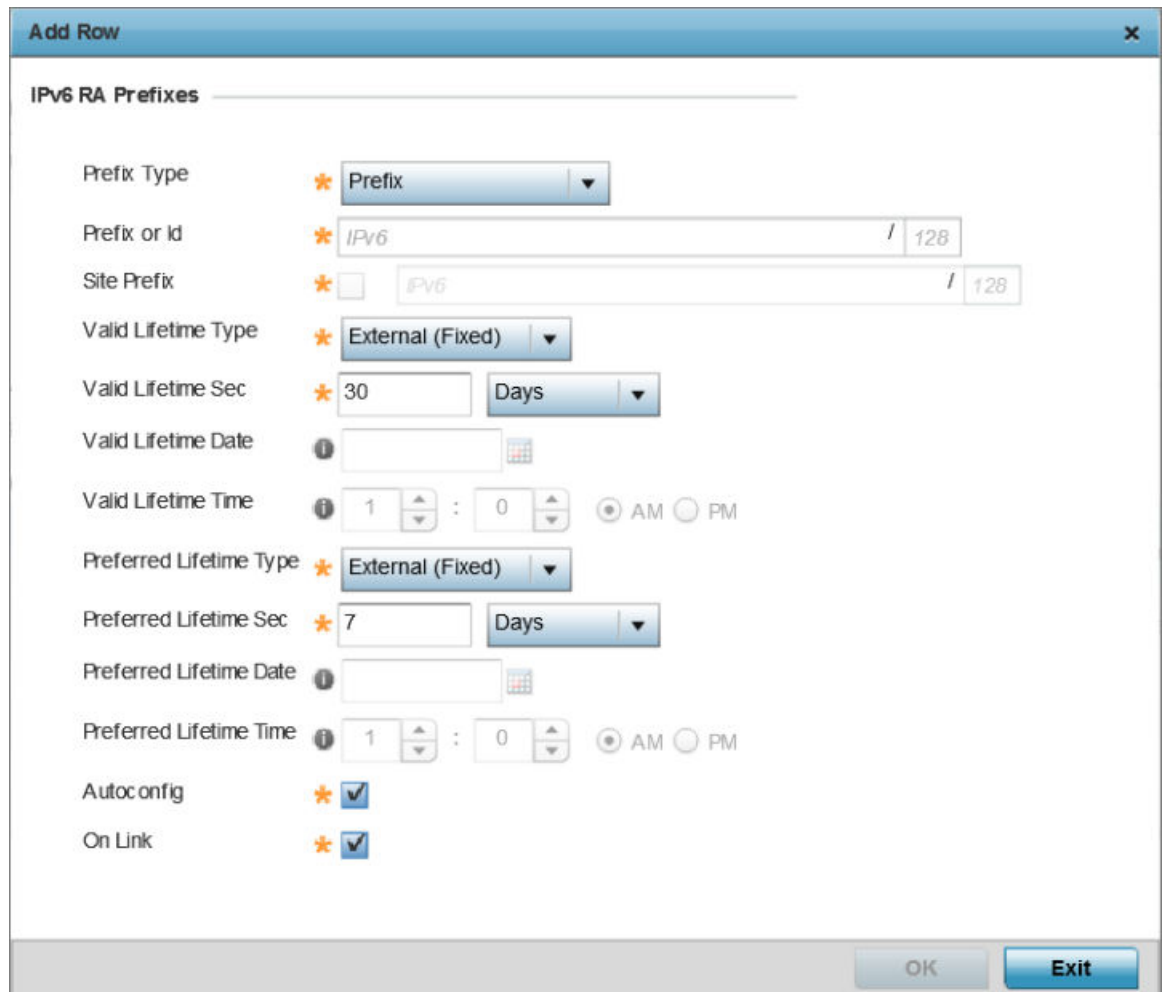 Add Row
IPv6 RA Prefixes
Prefix Type Prefix
Prefix or Id IPv6 / 128
Site Prefix IPv6 / 128
Valid Lifetime Type External (Fixed)
Valid Lifetime Sec 30 Days
Valid Lifetime Date
Valid Lifetime Time 1 : 0 AM PM
Preferred Lifetime Type External (Fixed)
Preferred Lifetime Sec 7 Days
Preferred Lifetime Date
Preferred Lifetime Time 1 : 0 AM PM
Autoconfig
On Link
OK Exit